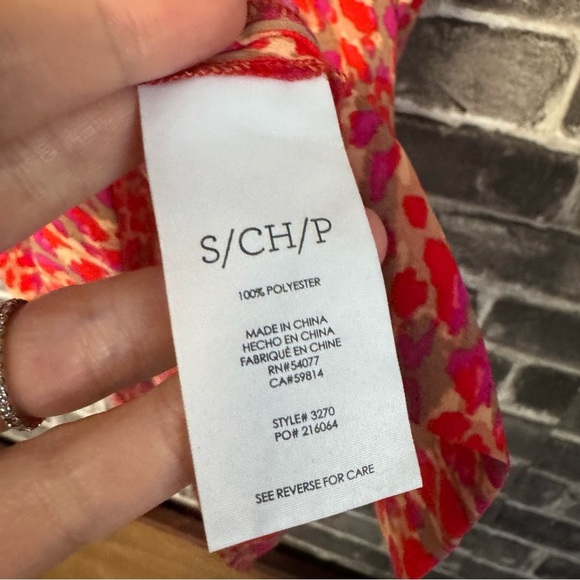 S/CH/P
100% POLYESTER
MADE IN CHINA
HECHO EN CHINA
FABRIQUÉ EN CHINE
RN#54077
CA#59814
STYLE# 3270
PO# 216064
SEE REVERSE FOR CARE